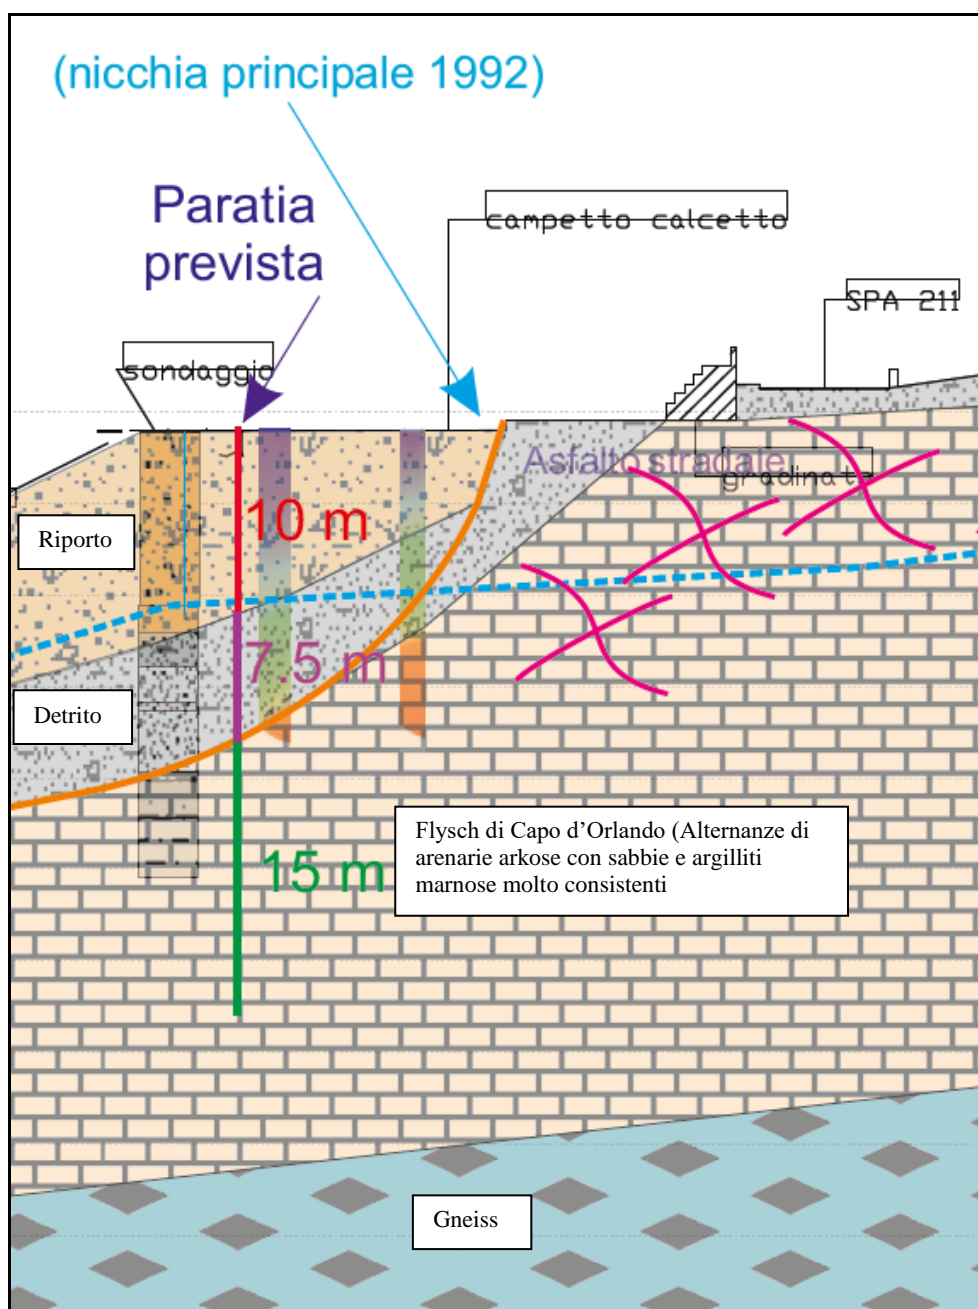 (nicchia principale 1992)
Paratia
prevista
campetto calcetto
SPA 211
sondaggio
Asfalto stradale
gradinat
10 m
Riporto
7.5 m
Detrito
15 m
Flysch di Capo d'Orlando (Alternanze di
arenarie arkose con sabbie e argilliti
marnose molto consistenti
Gneiss